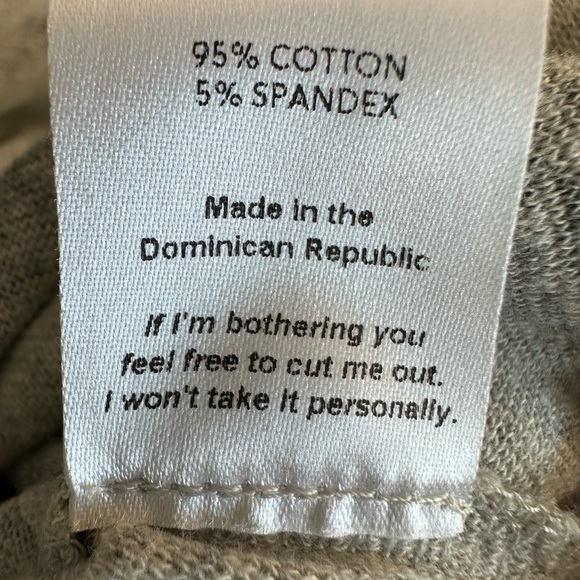 95% COTTON
5% SPANDEX
Made in the
Dominican Republic
If I'm bothering you
feel free to cut me out.
I won't take it personally.